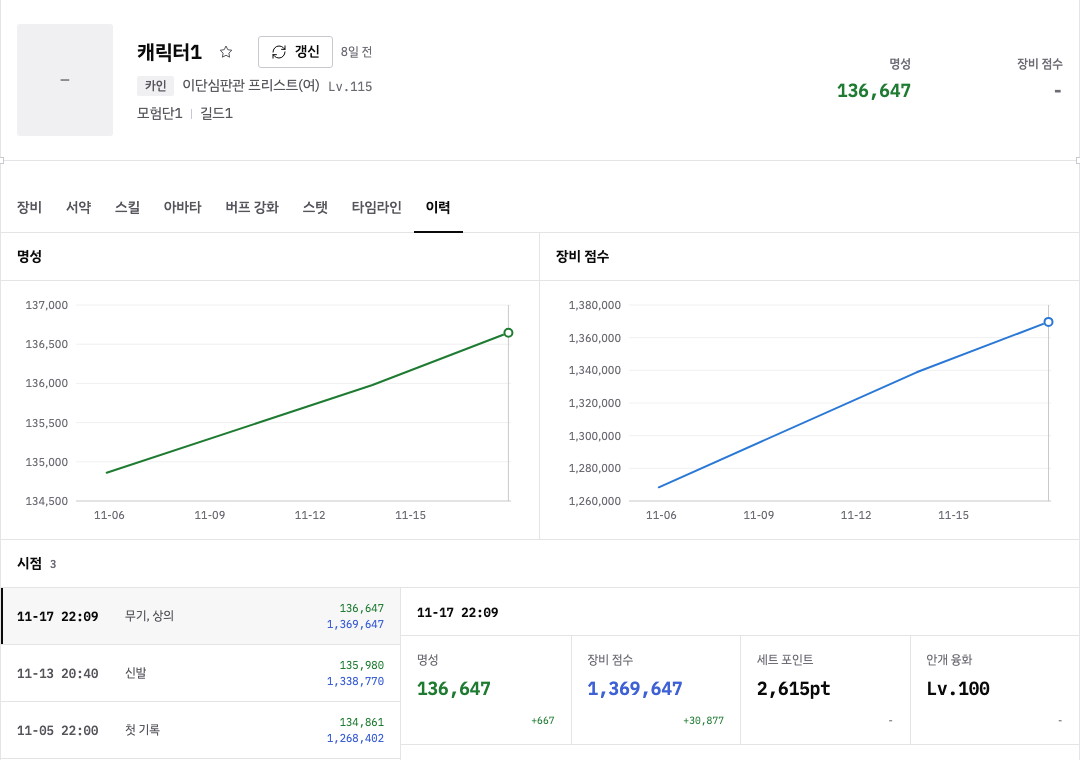 –
캐릭터1
갱신
8일 전
카인 이단심판관 프리스트(여) Lv.115
모험단1 | 길드1
명성
136,647
장비 점수
-
장비 서약 스킬 아바타 버프 강화 스탯 타임라인 이력
명성
137,000
136,500
136,000
135,500
135,000
134,500
11-06 11-09 11-12 11-15
장비 점수
1,380,000
1,360,000
1,340,000
1,320,000
1,300,000
1,280,000
1,260,000
11-06 11-09 11-12 11-15
시점 3
11-17 22:09 무기, 상의 136,647
1,369,647
11-13 20:40 신발 135,980
1,338,770
11-05 22:00 첫 기록 134,861
1,268,402
11-17 22:09
명성
136,647
+667
장비 점수
1,369,647
+30,877
세트 포인트
2,615pt
-
안개 융화
Lv.100
-